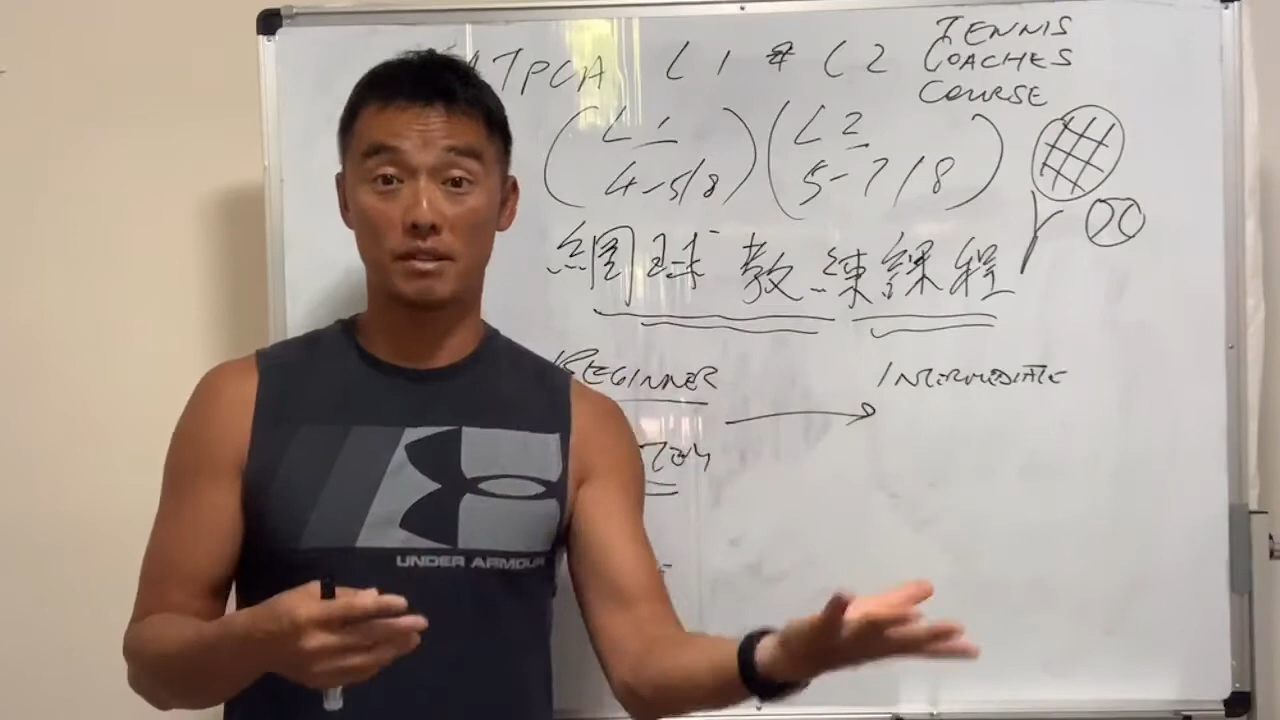 TPCA L1 & L2 TENNIS
COACHES
COURSE
(L1
4-5/8)
(L2
5-7/8)
網球教練課程
BEGINNER → INTERMEDIATE
UNDER ARMOUR